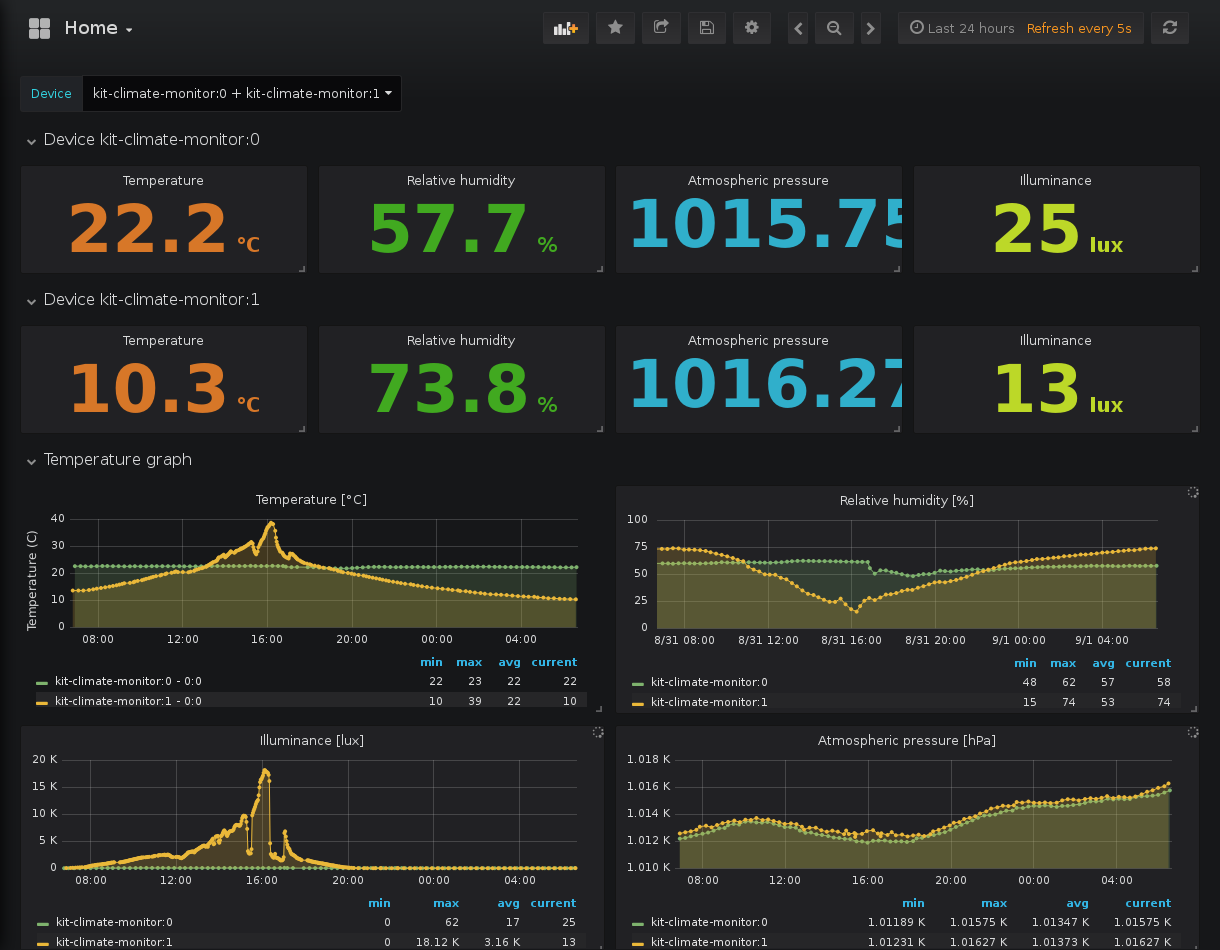 Home
Last 24 hours Refresh every 5s
Device kit-climate-monitor:0 + kit-climate-monitor:1
Device kit-climate-monitor:0
Temperature Relative humidity Atmospheric pressure Illuminance
22.2 °C 57.7 % 1015.75 25 lux
Device kit-climate-monitor:1
Temperature Relative humidity Atmospheric pressure Illuminance
10.3 °C 73.8 % 1016.27 13 lux
Temperature graph
Temperature [°C]
Temperature (C)
40
30
20
10
0
08:00 12:00 16:00 20:00 00:00 04:00
min max avg current
kit-climate-monitor:0 - 0:0 22 23 22 22
kit-climate-monitor:1 - 0:0 10 39 22 10
Relative humidity [%]
100
75
50
25
0
8/31 08:00 8/31 12:00 8/31 16:00 8/31 20:00 9/1 00:00 9/1 04:00
min max avg current
kit-climate-monitor:0 48 62 57 58
kit-climate-monitor:1 15 74 53 74
Illuminance [lux]
20 K
15 K
10 K
5 K
0
08:00 12:00 16:00 20:00 00:00 04:00
min max avg current
kit-climate-monitor:0 0 62 17 25
kit-climate-monitor:1 0 18.12 K 3.16 K 13
Atmospheric pressure [hPa]
1.018 K
1.016 K
1.014 K
1.012 K
1.010 K
08:00 12:00 16:00 20:00 00:00 04:00
min max avg current
kit-climate-monitor:0 1.01189 K 1.01575 K 1.01347 K 1.01575 K
kit-climate-monitor:1 1.01231 K 1.01627 K 1.01373 K 1.01627 K